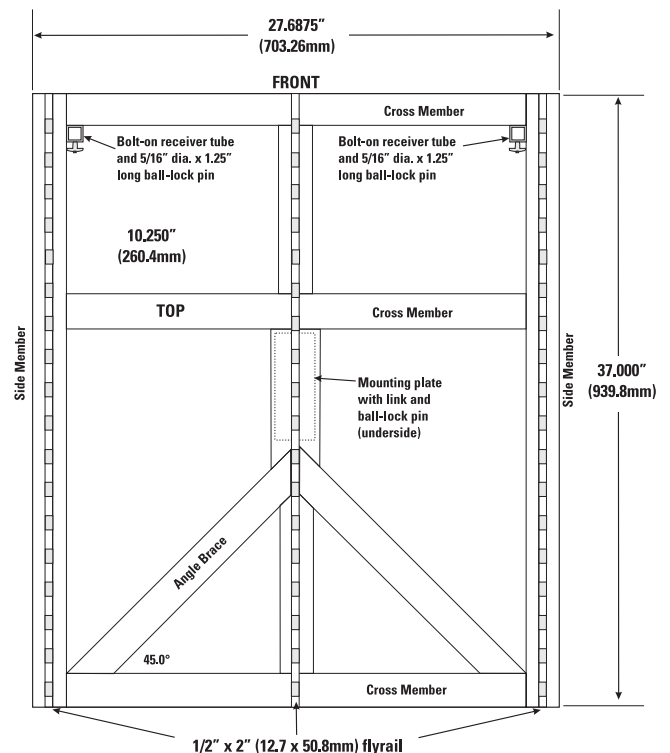 27.6875"
(703.26mm)
FRONT
Cross Member
Bolt-on receiver tube
and 5/16" dia. x 1.25"
long ball-lock pin
Bolt-on receiver tube
and 5/16" dia. x 1.25"
long ball-lock pin
10.250"
(260.4mm)
TOP
Cross Member
Side Member
Side Member
37.000"
(939.8mm)
Mounting plate
with link and
ball-lock pin
(underside)
Angle Brace
45.0°
Cross Member
1/2" x 2" (12.7 x 50.8mm) flyrail